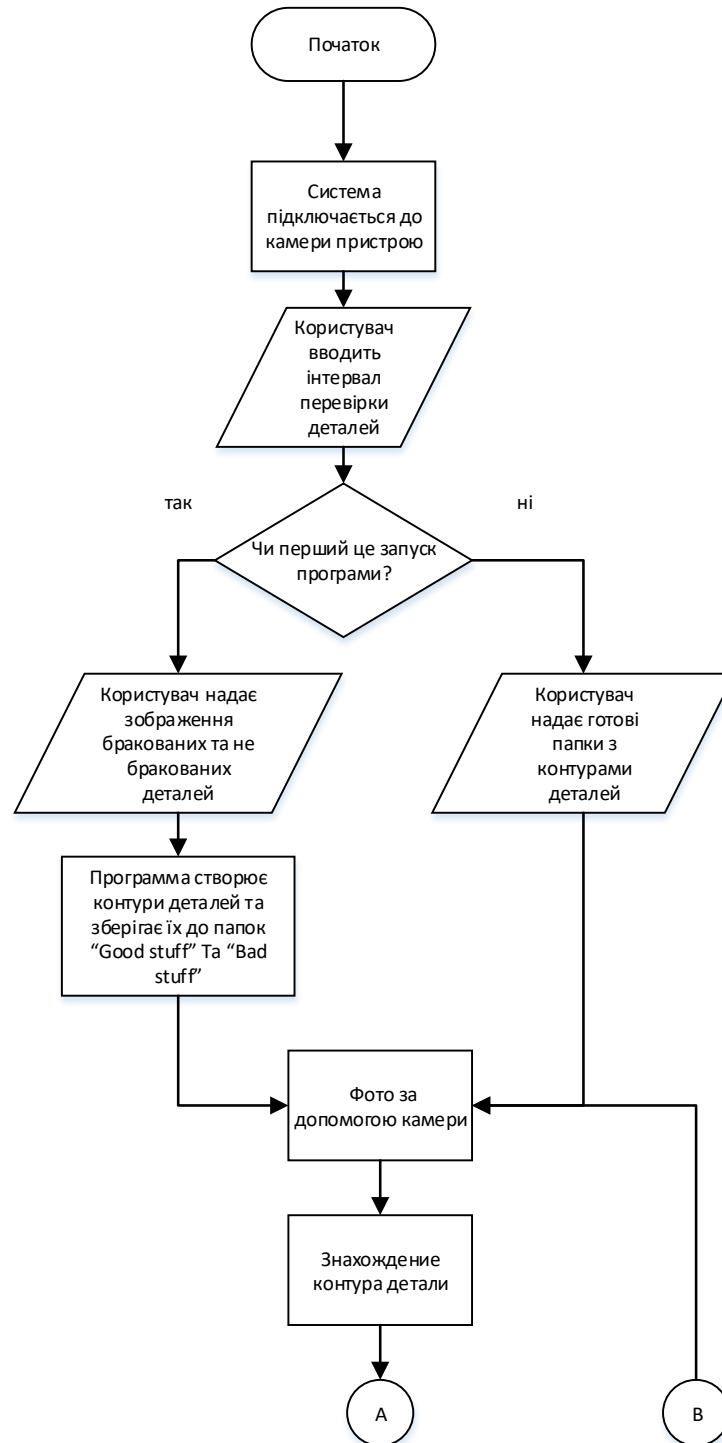 Початок
Система
підключається до
камери пристрою
Користувач
вводить
інтервал
перевірки
деталей
так
ні
Чи перший це запуск
програми?
Користувач надає
зображення
бракованих та не
бракованих
деталей
Користувач
надає готові
папки з
контурами
деталей
Программа створює
контури деталей та
зберігає їх до папок
“Good stuff” Та “Bad
stuff”
Фото за
допомогою камери
Знахождение
контура детали
A
B